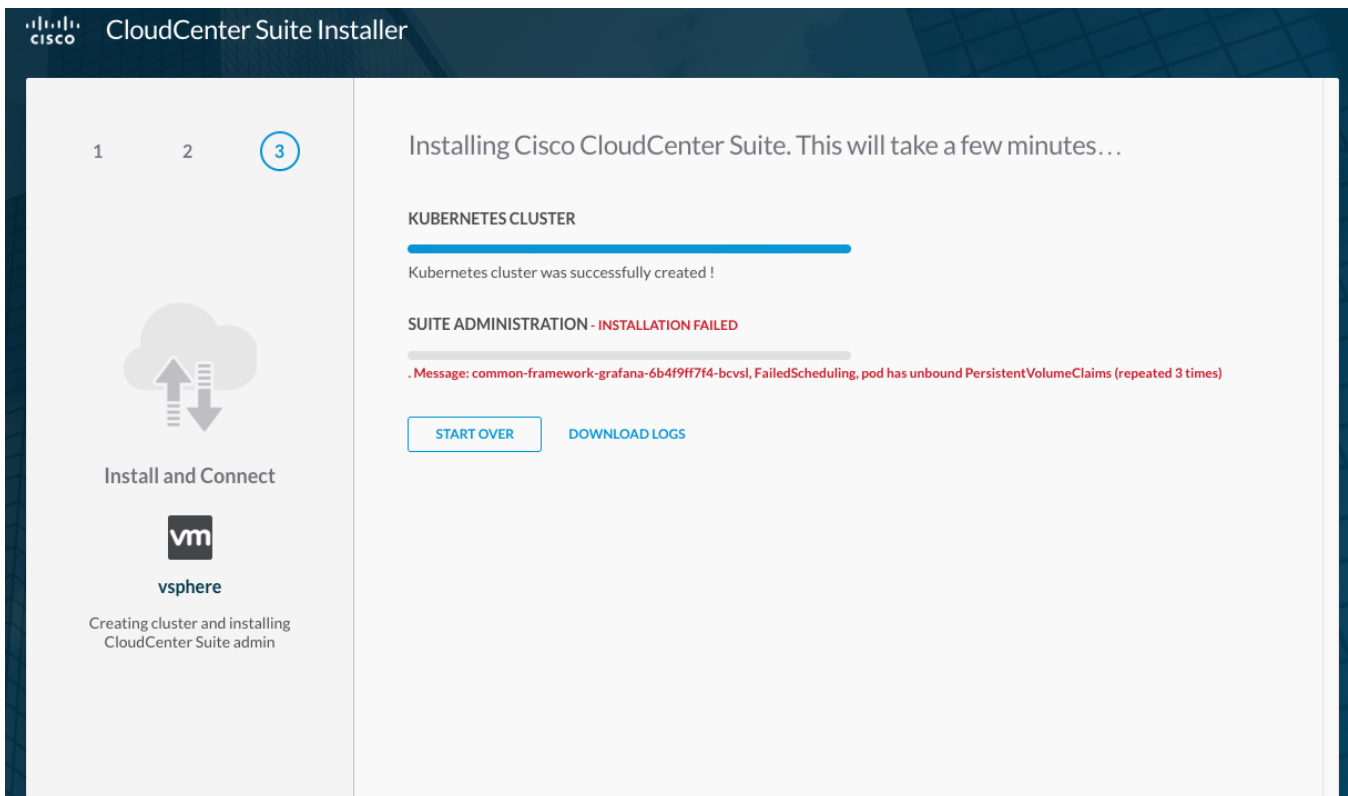 CISCO
CloudCenter Suite Installer
1 2 3
Installing Cisco CloudCenter Suite. This will take a few minutes...
KUBERNETES CLUSTER
Kubernetes cluster was successfully created !
SUITE ADMINISTRATION - INSTALLATION FAILED
. Message: common-framework-grafana-6b4f9ff7f4-bcvsl, FailedScheduling, pod has unbound PersistentVolumeClaims (repeated 3 times)
START OVER DOWNLOAD LOGS
Install and Connect
vm
vsphere
Creating cluster and installing
CloudCenter Suite admin